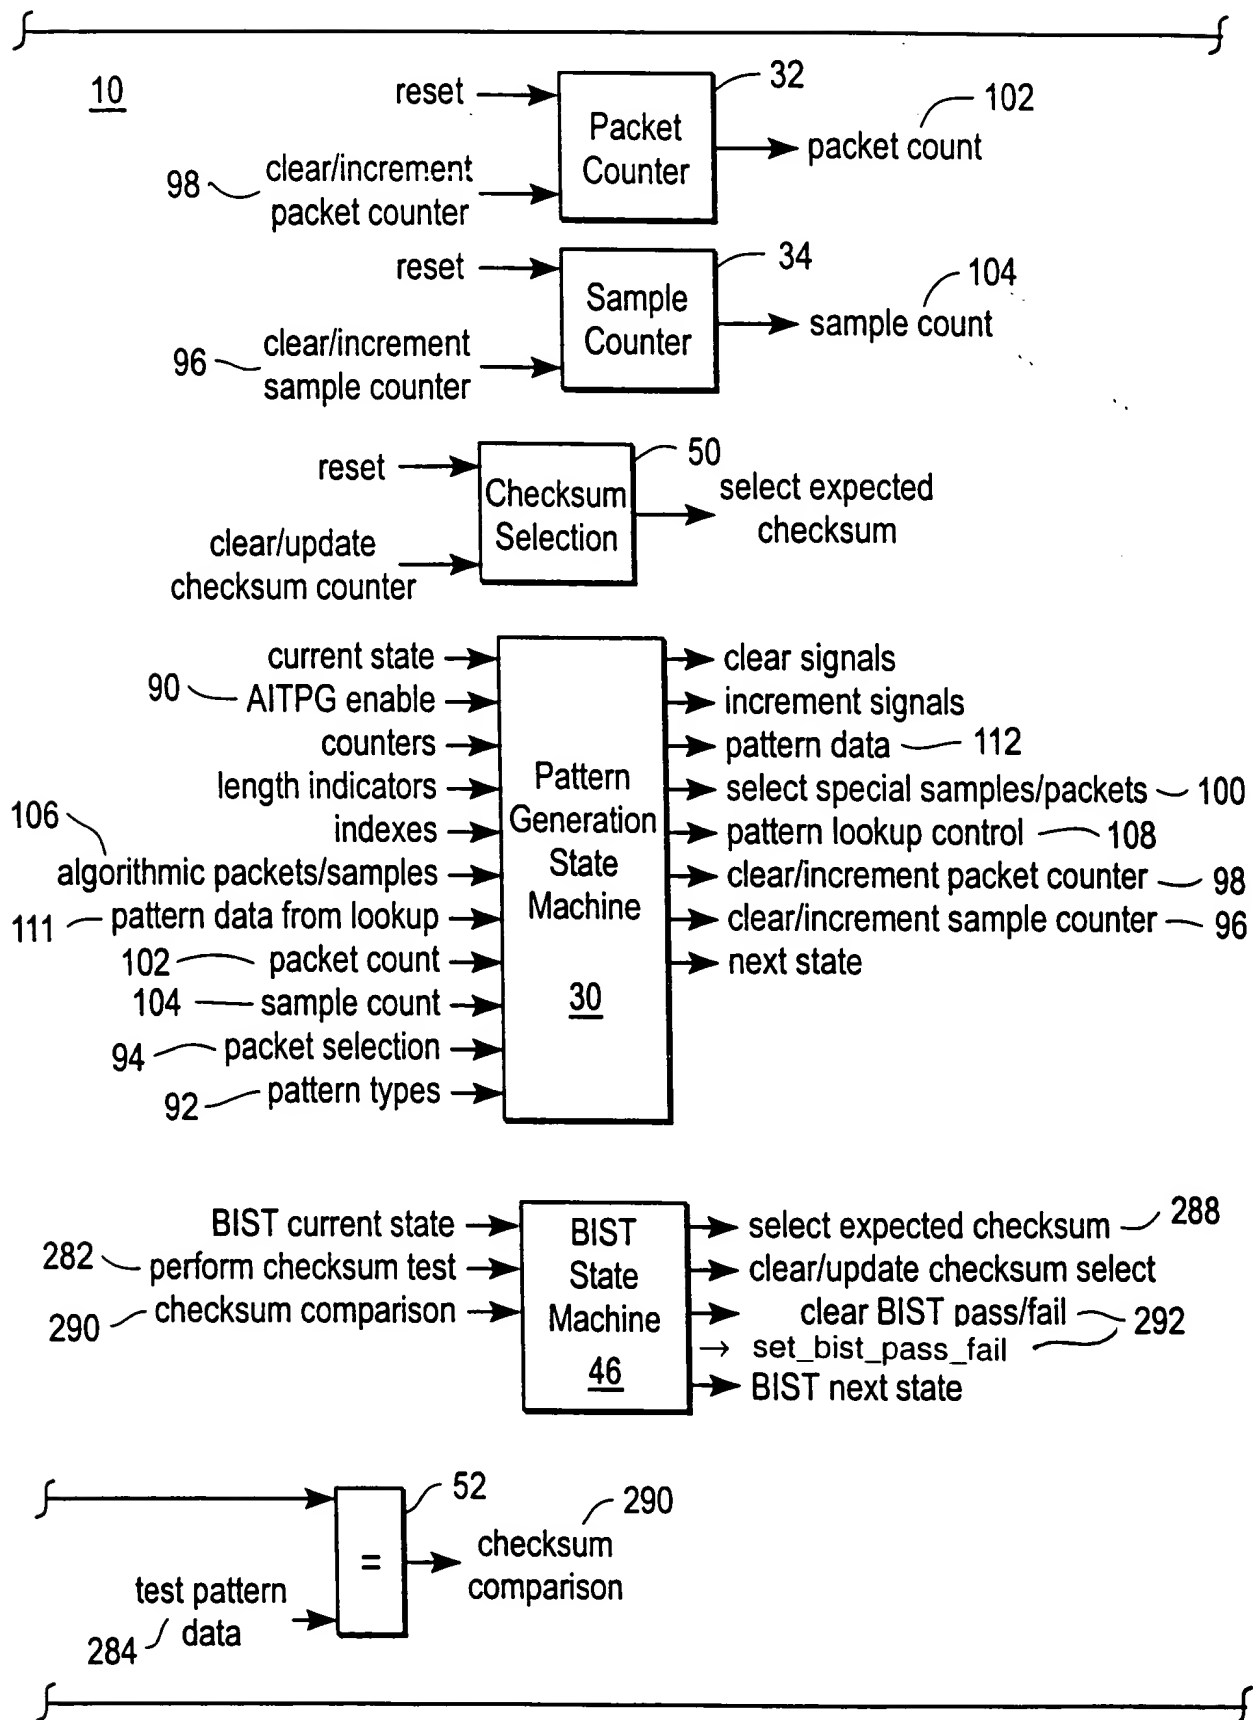 10
reset
32
Packet
Counter
102
packet count
98
clear/increment
packet counter
reset
34
Sample
Counter
104
sample count
96
clear/increment
sample counter
reset
50
Checksum
Selection
select expected
checksum
clear/update
checksum counter
current state
90
AITPG enable
counters
length indicators
indexes
106
algorithmic packets/samples
111
pattern data from lookup
102
packet count
104
sample count
94
packet selection
92
pattern types
Pattern
Generation
State
Machine
30
clear signals
increment signals
pattern data
112
select special samples/packets
100
pattern lookup control
108
clear/increment packet counter
98
clear/increment sample counter
96
next state
BIST current state
282
perform checksum test
290
checksum comparison
BIST
State
Machine
46
select expected checksum
288
clear/update checksum select
clear BIST pass/fail
292
set_bist_pass_fail
BIST next state
52
=
290
checksum
comparison
test pattern
data
284